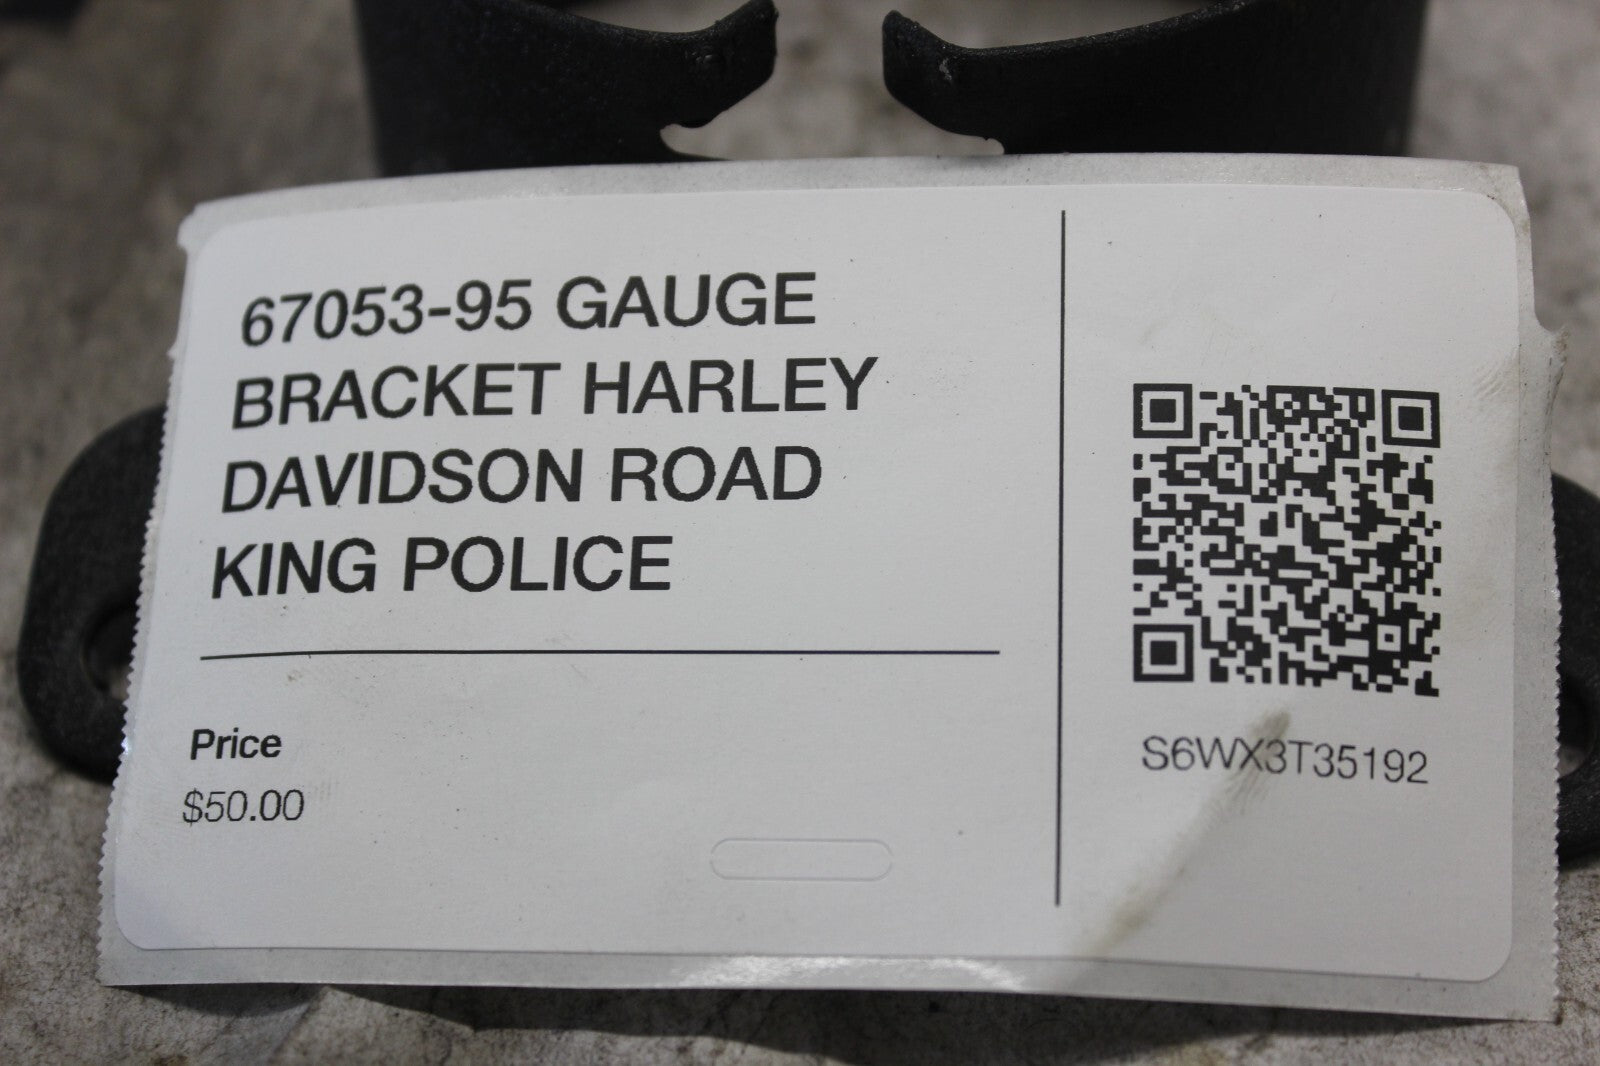 67053-95 GAUGE
BRACKET HARLEY
DAVIDSON ROAD
KING POLICE
Price
$50.00
S6WX3T35192